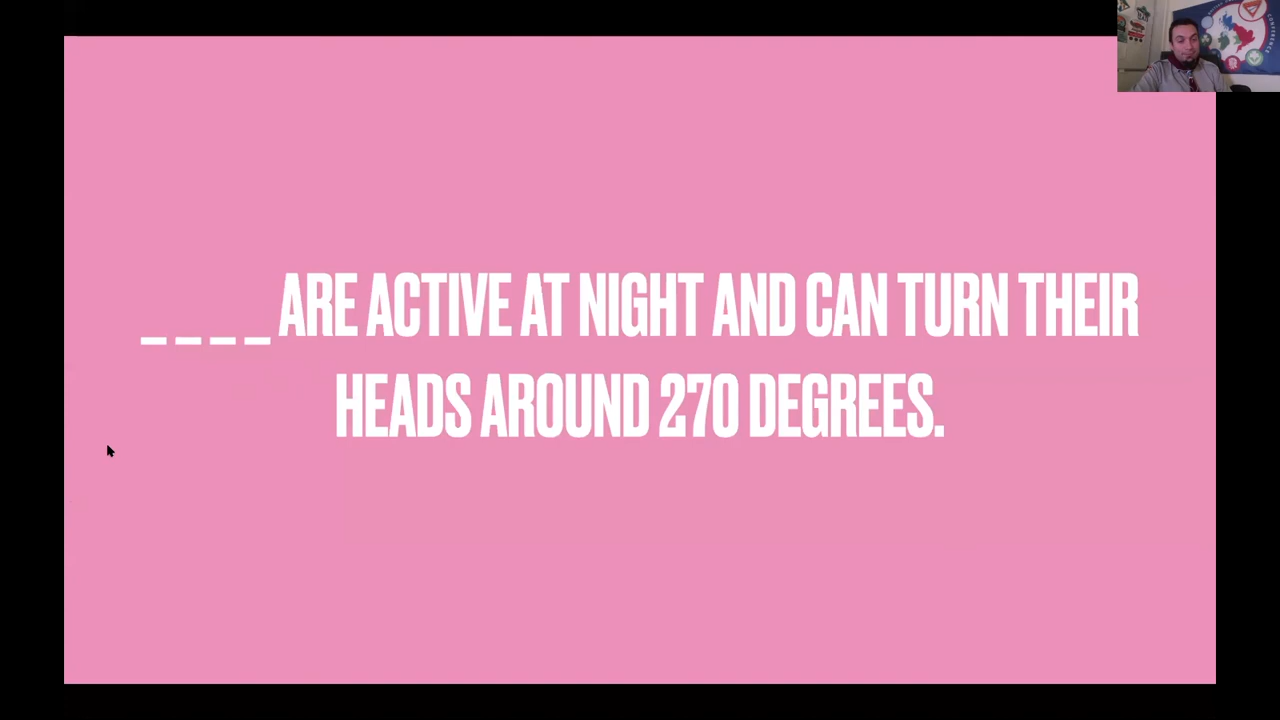 _ _ _ _ ARE ACTIVE AT NIGHT AND CAN TURN THEIR
HEADS AROUND 270 DEGREES.